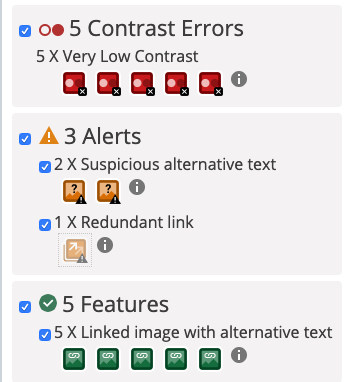 5 Contrast Errors
5 X Very Low Contrast
3 Alerts
2 X Suspicious alternative text
1 X Redundant link
5 Features
5 X Linked image with alternative text